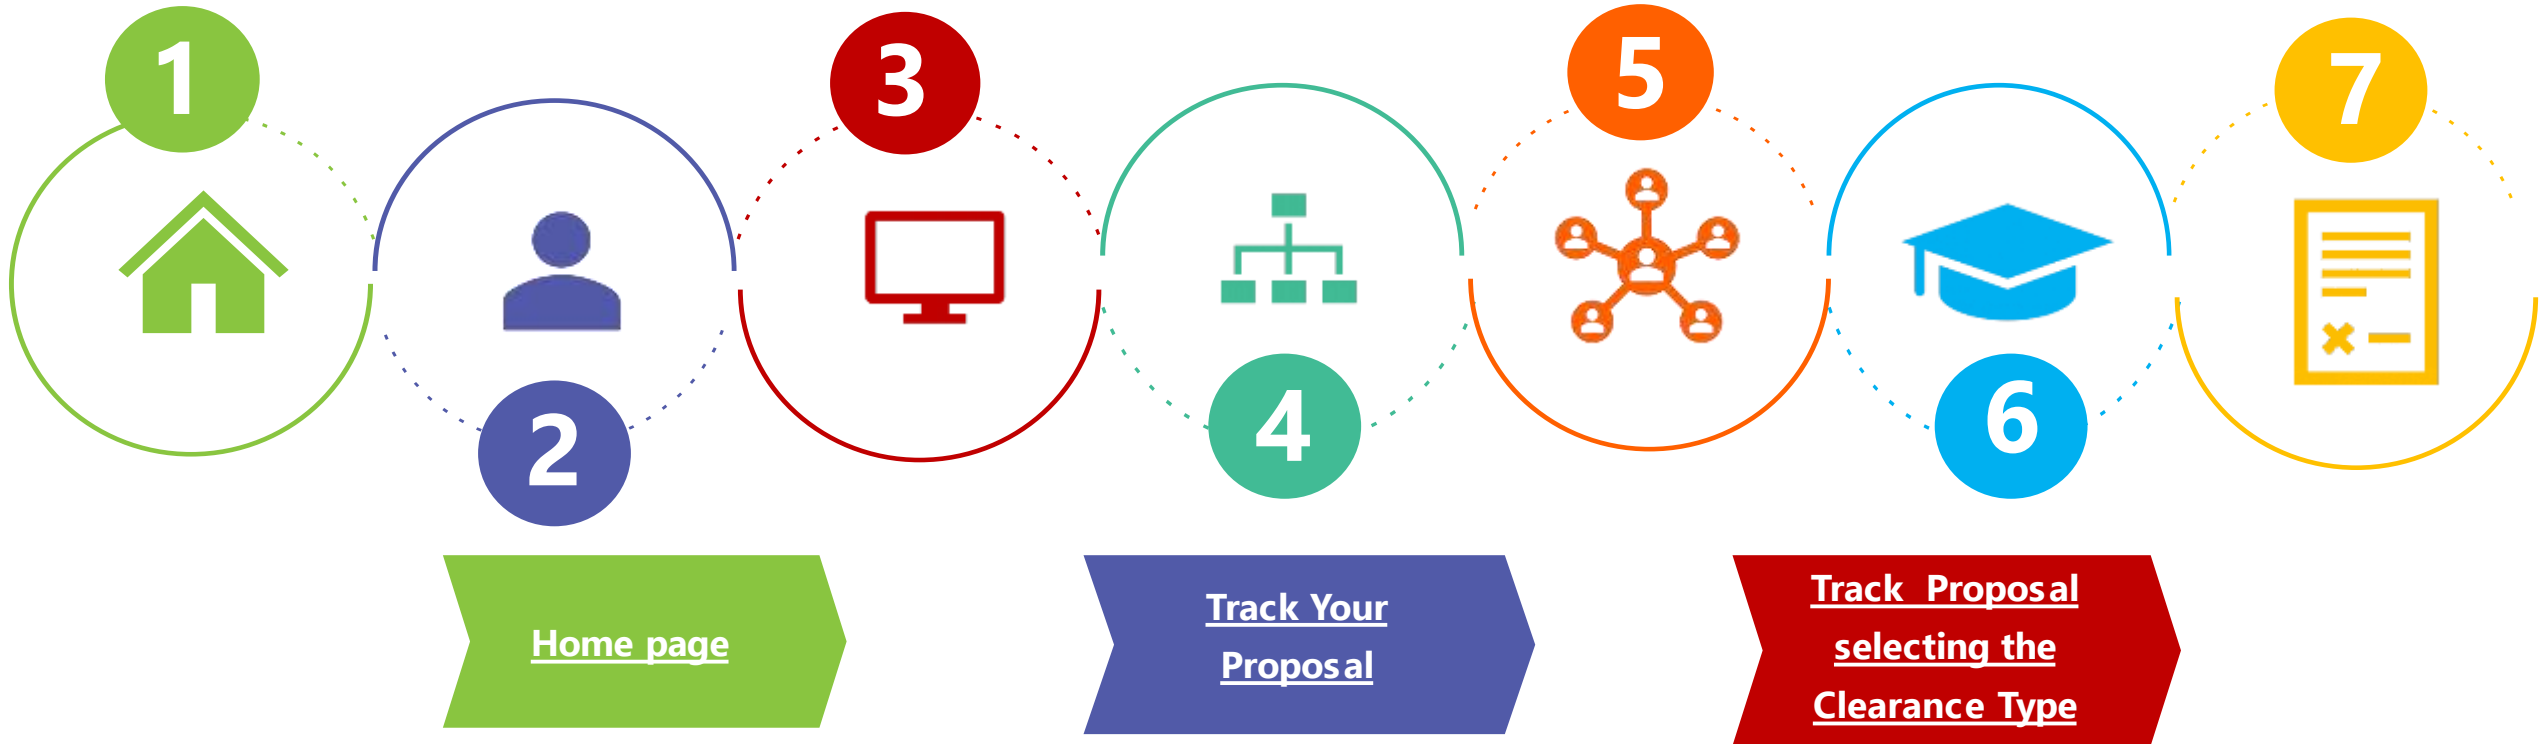 1
3
5
7
2
4
6
Home page
Track Your
Proposal
Track Proposal
selecting the
Clearance Type